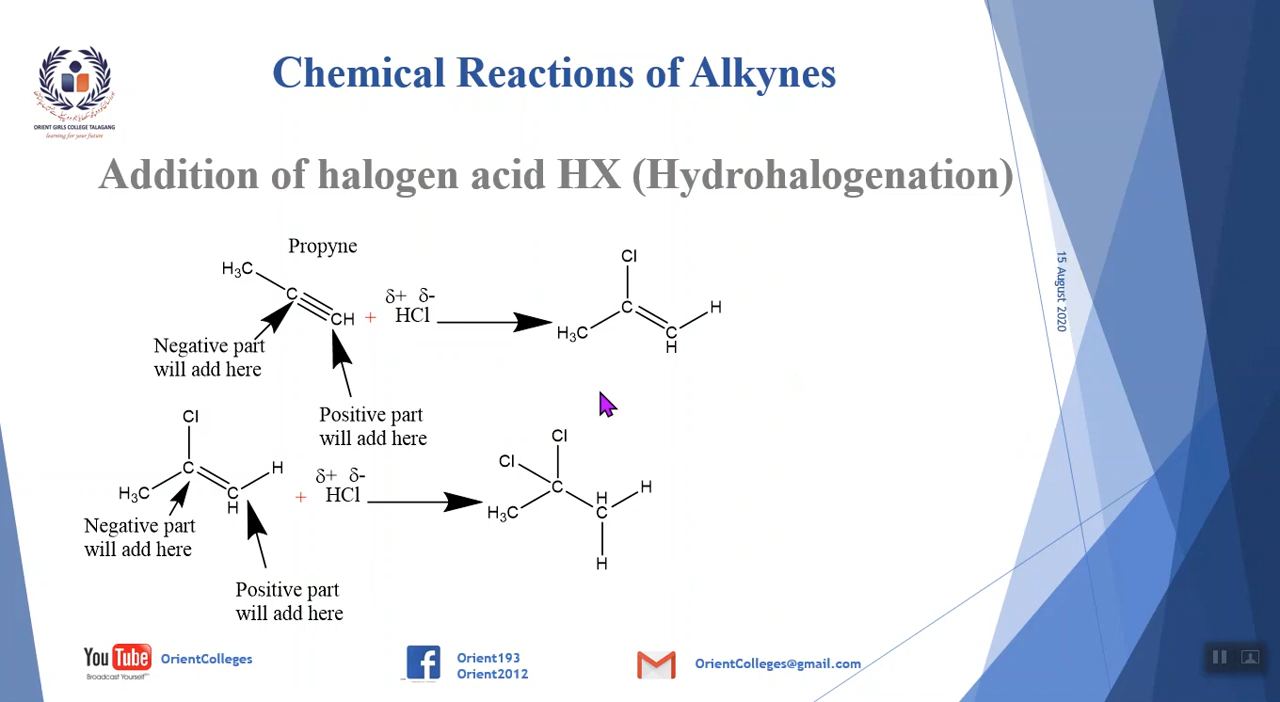 Chemical Reactions of Alkynes
ORIENT GIRLS COLLEGE TALAGANG
learning for your future
Addition of halogen acid HX (Hydrohalogenation)
Propyne
H₃C
C
CH
+
δ+ δ-
HCl
Negative part
will add here
Positive part
will add here
Cl
H₃C
C
C
H
H
15 August 2020
Cl
H₃C
C
C
H
H
+
δ+ δ-
HCl
Negative part
will add here
Positive part
will add here
Cl
Cl
H₃C
C
H
C
H
H
You Tube
Broadcast Yourself™
OrientColleges
f
Orient193
Orient2012
OrientColleges@gmail.com